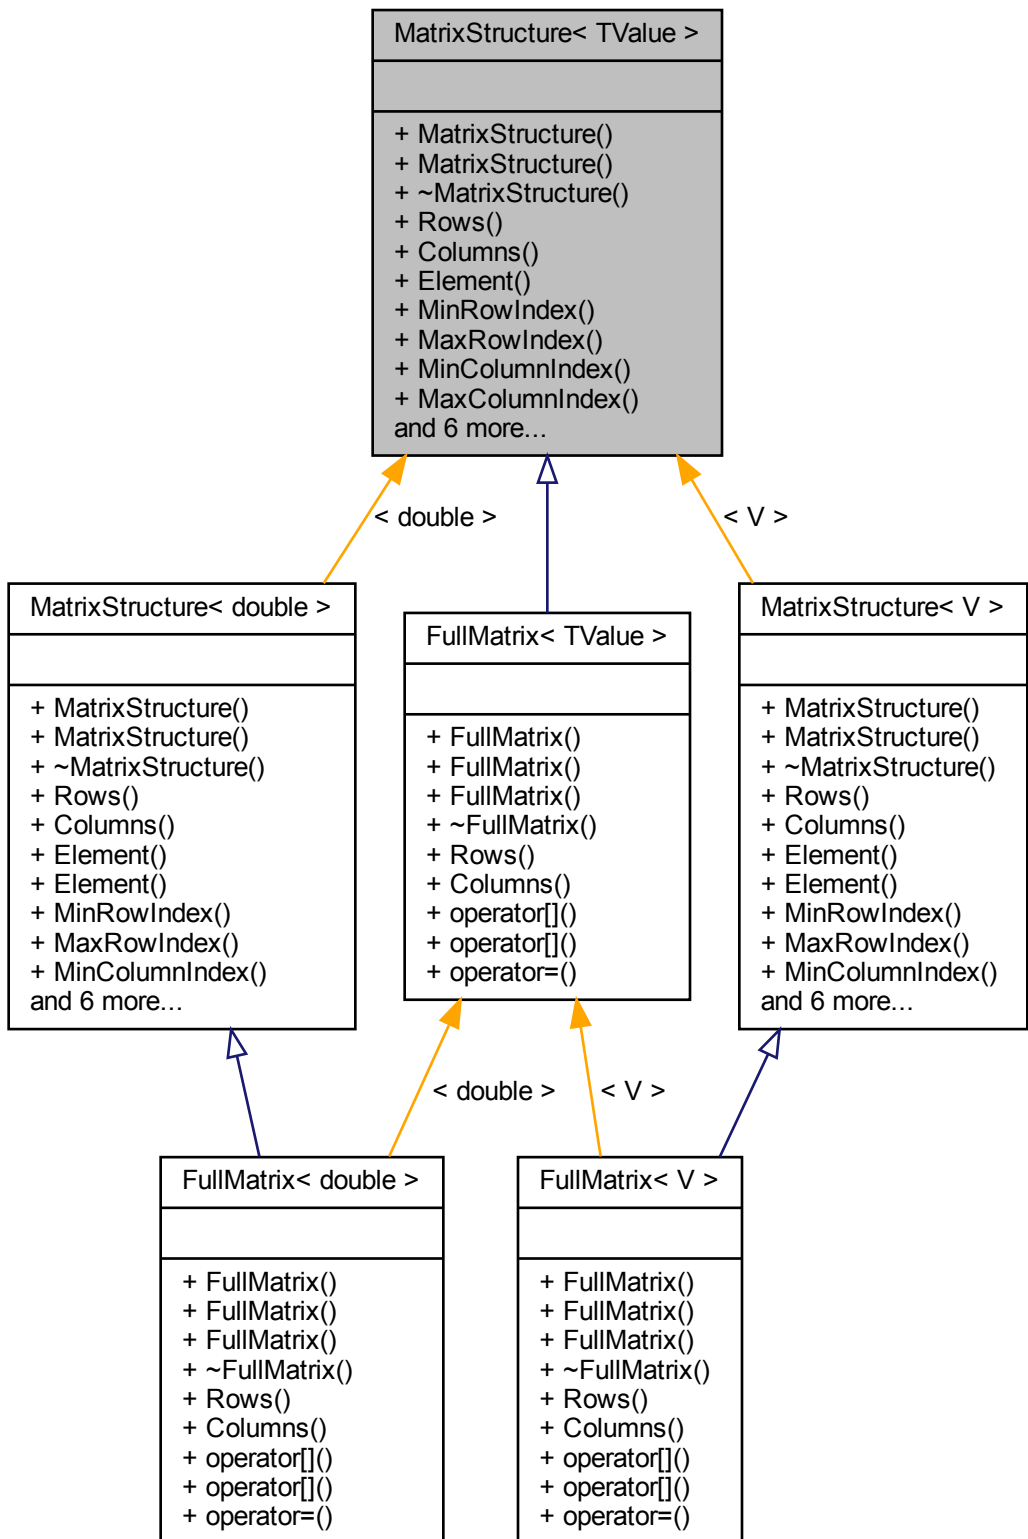 MatrixStructure< TValue >
+ MatrixStructure()
+ MatrixStructure()
+ ~MatrixStructure()
+ Rows()
+ Columns()
+ Element()
+ MinRowIndex()
+ MaxRowIndex()
+ MinColumnIndex()
+ MaxColumnIndex()
and 6 more...
< double >
< V >
MatrixStructure< double >
+ MatrixStructure()
+ MatrixStructure()
+ ~MatrixStructure()
+ Rows()
+ Columns()
+ Element()
+ Element()
+ MinRowIndex()
+ MaxRowIndex()
+ MinColumnIndex()
and 6 more...
FullMatrix< TValue >
+ FullMatrix()
+ FullMatrix()
+ FullMatrix()
+ ~FullMatrix()
+ Rows()
+ Columns()
+ operator[]()
+ operator[]()
+ operator=()
MatrixStructure< V >
+ MatrixStructure()
+ MatrixStructure()
+ ~MatrixStructure()
+ Rows()
+ Columns()
+ Element()
+ Element()
+ MinRowIndex()
+ MaxRowIndex()
+ MinColumnIndex()
and 6 more...
< double >
< V >
FullMatrix< double >
+ FullMatrix()
+ FullMatrix()
+ FullMatrix()
+ ~FullMatrix()
+ Rows()
+ Columns()
+ operator[]()
+ operator[]()
+ operator=()
FullMatrix< V >
+ FullMatrix()
+ FullMatrix()
+ FullMatrix()
+ ~FullMatrix()
+ Rows()
+ Columns()
+ operator[]()
+ operator[]()
+ operator=()